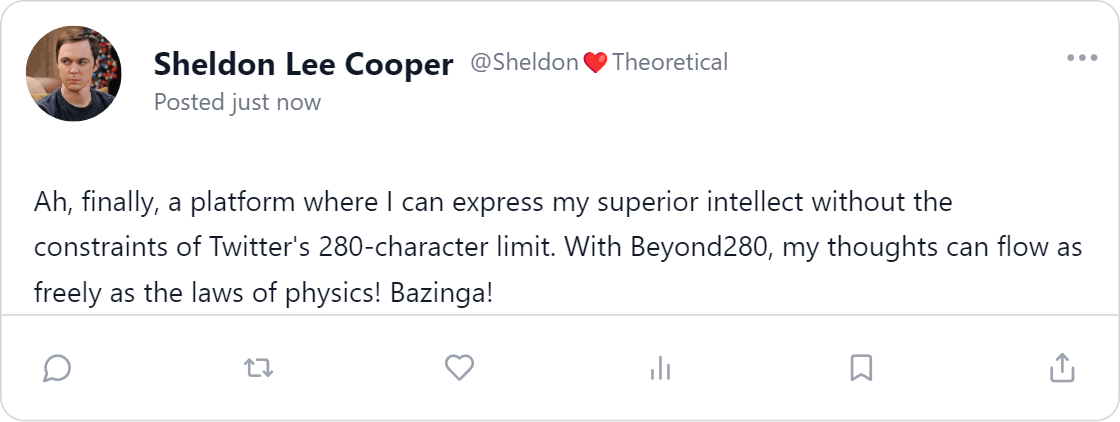 Sheldon Lee Cooper @Sheldon❤️Theoretical
Posted just now
Ah, finally, a platform where I can express my superior intellect without the
constraints of Twitter's 280-character limit. With Beyond280, my thoughts can flow as
freely as the laws of physics! Bazinga!